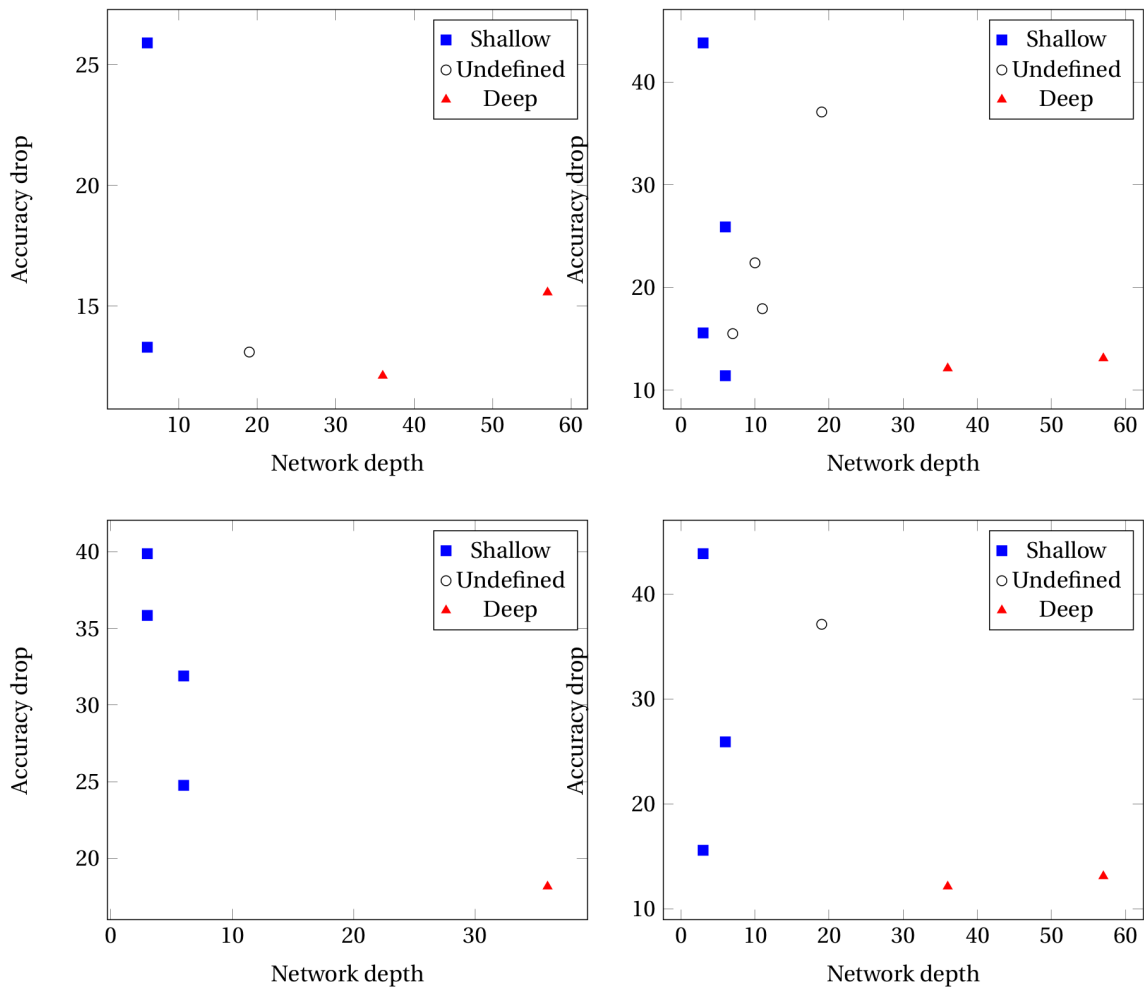 Shallow
Undefined
Deep
25
20
15
Accuracy drop
10 20 30 40 50 60
Network depth
Shallow
Undefined
Deep
40
30
20
10
Accuracy drop
0 10 20 30 40 50 60
Network depth
Shallow
Undefined
Deep
40
35
30
25
20
Accuracy drop
0 10 20 30
Network depth
Shallow
Undefined
Deep
40
30
20
10
Accuracy drop
0 10 20 30 40 50 60
Network depth